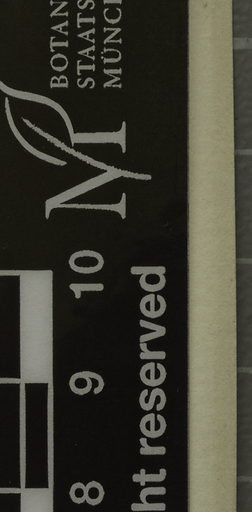 BOTAN
STAATS
MÜNC
M
8 9 10
ht reserved